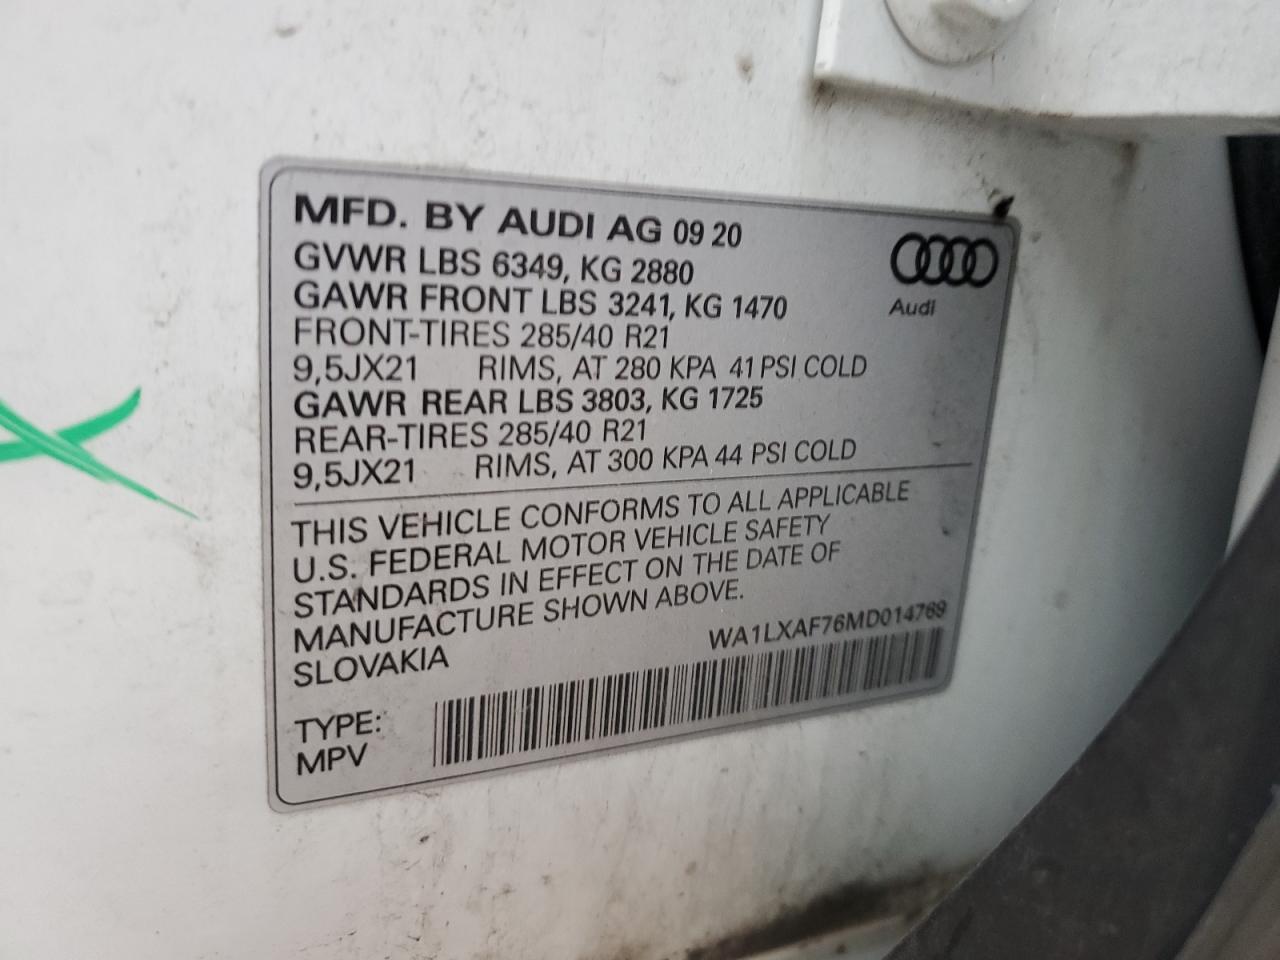 MFD. BY AUDI AG 09 20
GVWR LBS 6349, KG 2880
GAWR FRONT LBS 3241, KG 1470
FRONT-TIRES 285/40 R21
9,5JX21 RIMS, AT 280 KPA 41 PSI COLD
GAWR REAR LBS 3803, KG 1725
REAR-TIRES 285/40 R21
9,5JX21 RIMS, AT 300 KPA 44 PSI COLD
Audi
THIS VEHICLE CONFORMS TO ALL APPLICABLE
U.S. FEDERAL MOTOR VEHICLE SAFETY
STANDARDS IN EFFECT ON THE DATE OF
MANUFACTURE SHOWN ABOVE.
SLOVAKIA
WA1LXAF76MD014769
TYPE:
MPV